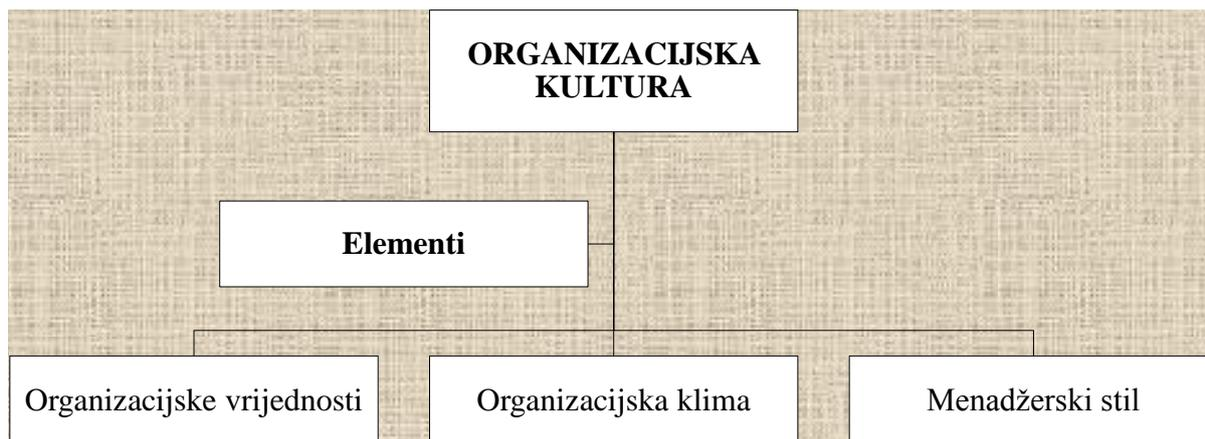 ORGANIZACIJSKA
KULTURA
Elementi
Organizacijske vrijednosti
Organizacijska klima
Menadžerski stil